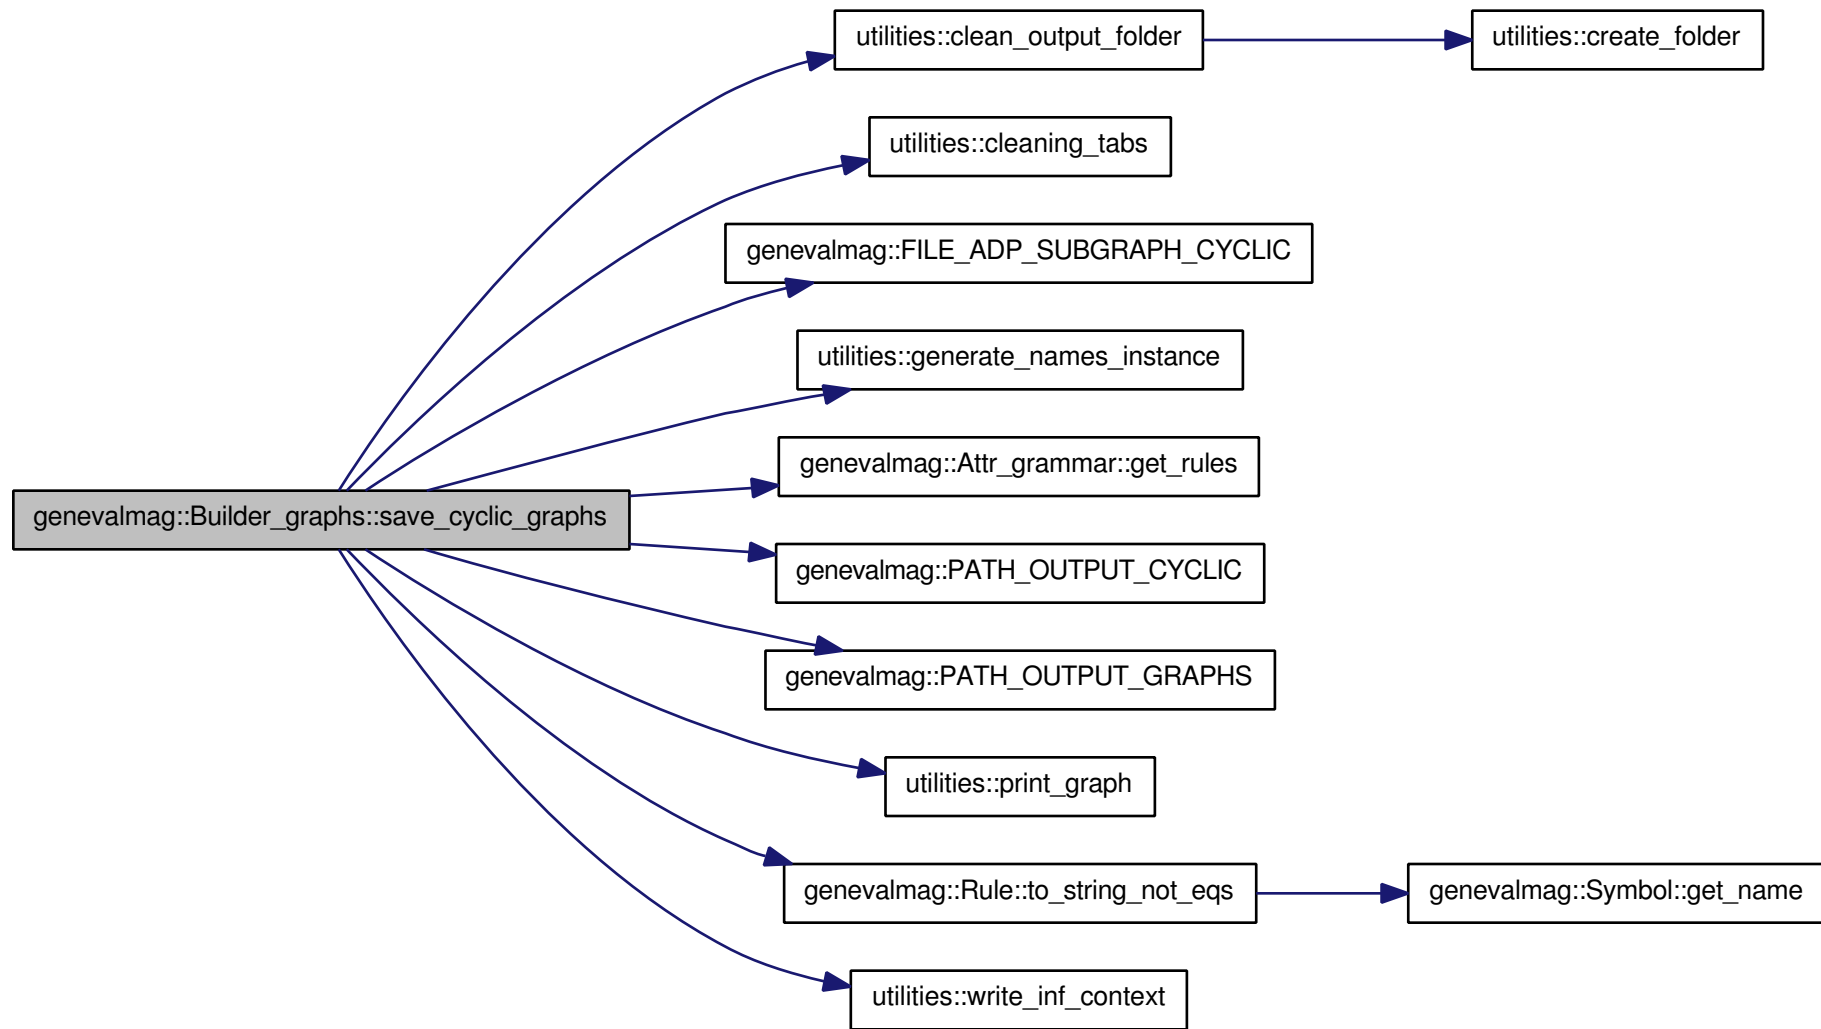 utilities::clean_output_folder
utilities::create_folder
utilities::cleaning_tabs
genevalmag::FILE_ADP_SUBGRAPH_CYCLIC
utilities::generate_names_instance
genevalmag::Attr_grammar::get_rules
genevalmag::Builder_graphs::save_cyclic_graphs
genevalmag::PATH_OUTPUT_CYCLIC
genevalmag::PATH_OUTPUT_GRAPHS
utilities::print_graph
genevalmag::Rule::to_string_not_eqs
genevalmag::Symbol::get_name
utilities::write_inf_context